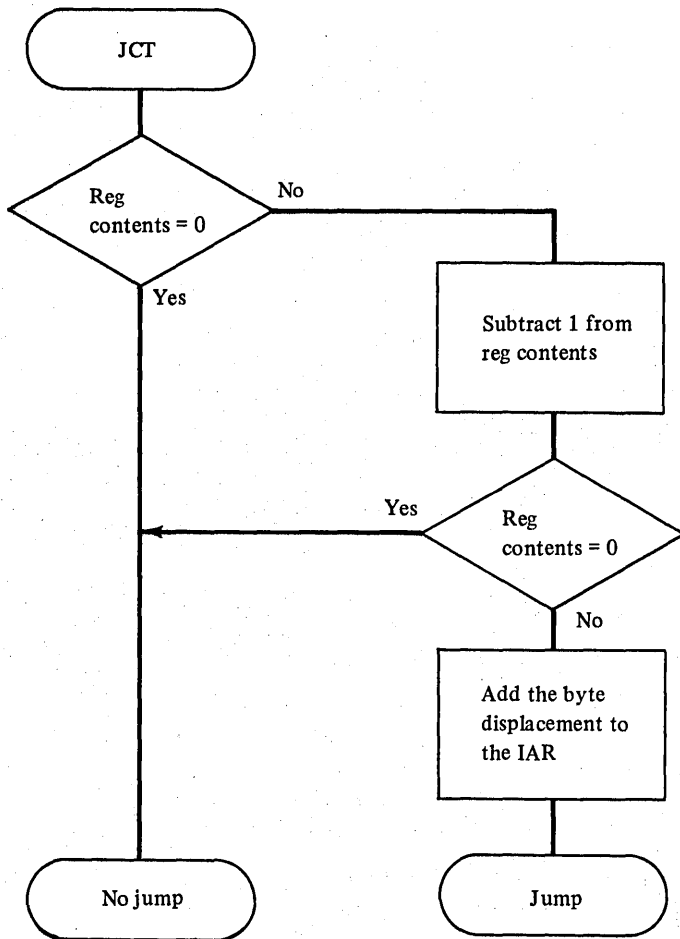 JCT
Reg
contents = 0
No
Yes
Subtract 1 from
reg contents
Yes
Reg
contents = 0
No
Add the byte
displacement to
the IAR
No jump
Jump